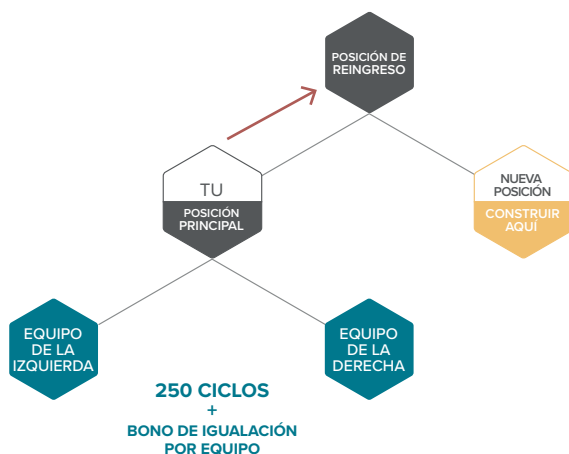 POSICIÓN DE
REINGRESO
TU
POSICIÓN
PRINCIPAL
NUEVA
POSICIÓN
CONSTRUIR
AQUÍ
EQUIPO
DE LA
IZQUIERDA
EQUIPO
DE LA
DERECHA
250 CICLOS
+
BONO DE IGUALACIÓN
POR EQUIPO